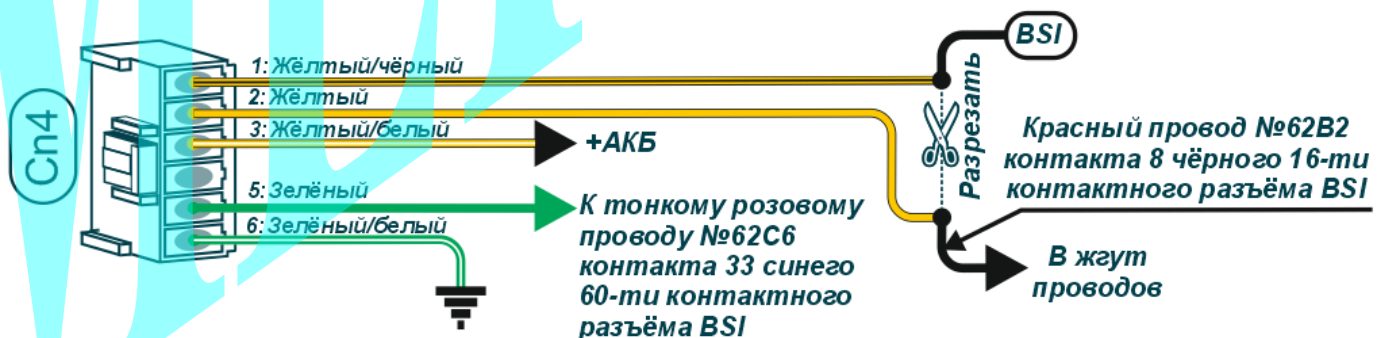 Сп4
1: Жёлтый/чёрный
2: Жёлтый
3: Жёлтый/белый
+АКБ
5: Зелёный
6: Зелёный/белый
К тонкому розовому
проводу №62C6
контакта 33 синего
60-ти контактного
разъёма BSI
BSI
Разрезать
Красный провод №62B2
контакта 8 чёрного 16-ти
контактного разъёма BSI
В жгут
проводов